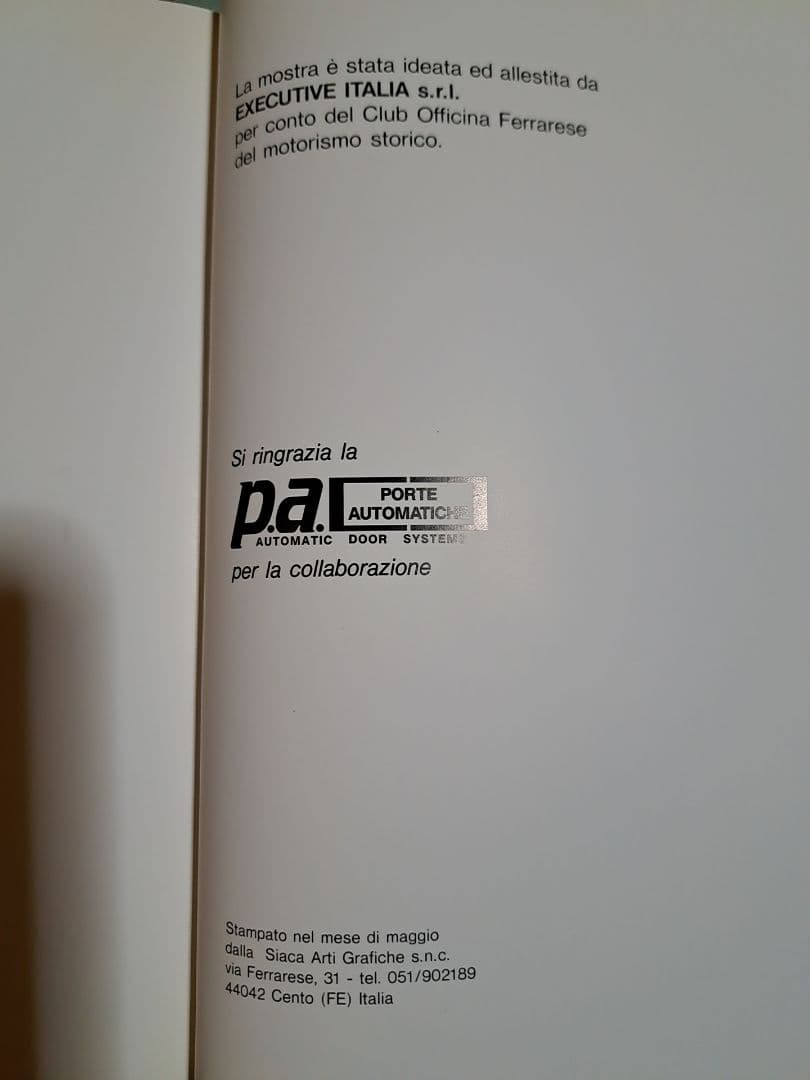 La mostra è stata ideata ed allestita da
EXECUTIVE ITALIA s.r.l.
per conto del Club Officina Ferrarese
del motorismo storico.
Si ringrazia la
p.a. PORTE
AUTOMATICHE
AUTOMATIC DOOR SYSTEMS
per la collaborazione
Stampato nel mese di maggio
dalla Siaca Arti Grafiche s.n.c.
via Ferrarese, 31 - tel. 051/902189
44042 Cento (FE) Italia